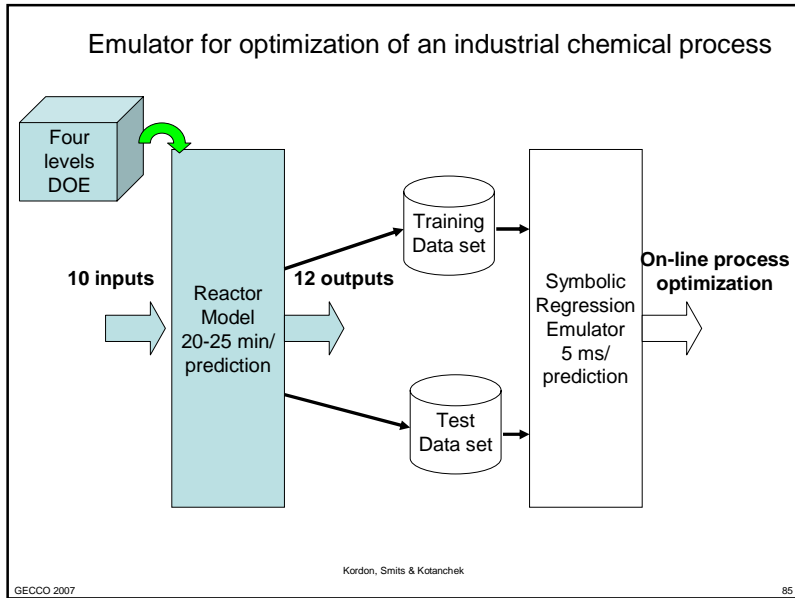 Emulator for optimization of an industrial chemical process
Four
levels
DOE
10 inputs
Reactor
Model
20-25 min/
prediction
12 outputs
Training
Data set
Test
Data set
Symbolic
Regression
Emulator
5 ms/
prediction
On-line process
optimization
Kordon, Smits & Kotanchek
GECCO 2007
85